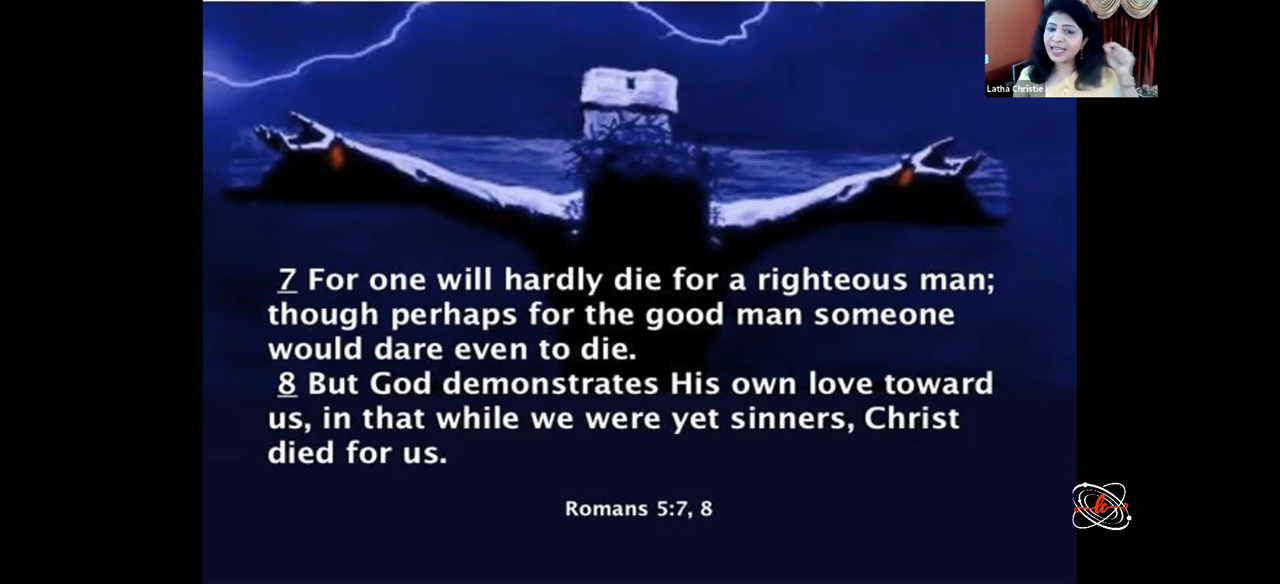 Latha Christie
7 For one will hardly die for a righteous man;
though perhaps for the good man someone
would dare even to die.
8 But God demonstrates His own love toward
us, in that while we were yet sinners, Christ
died for us.
Romans 5:7, 8
lc